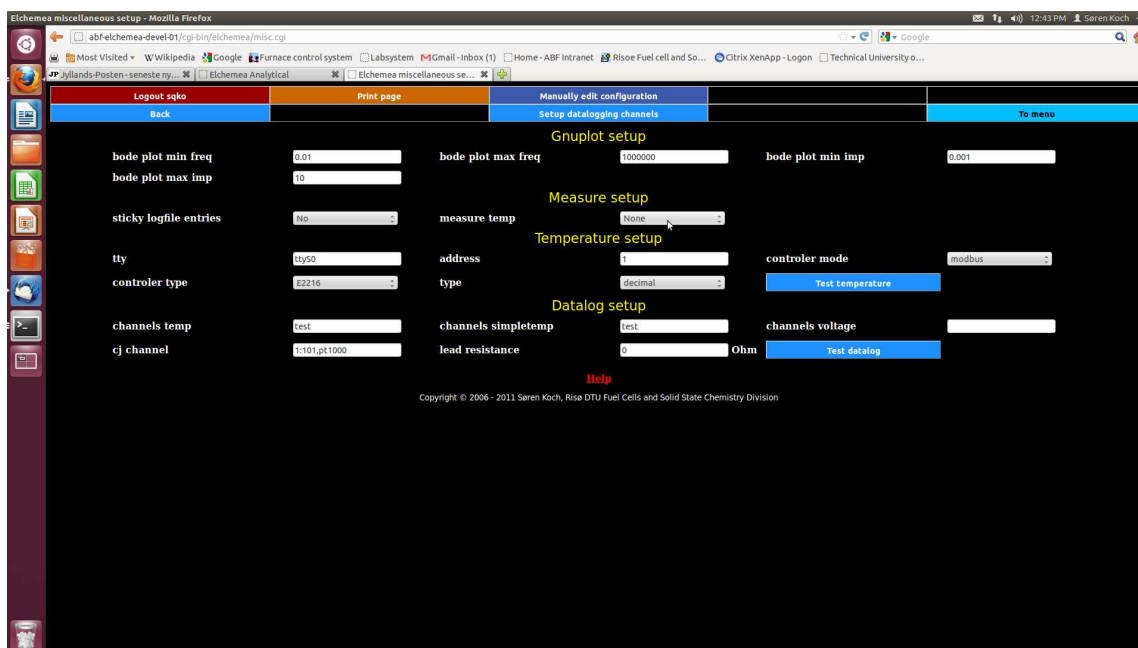 Elchemea miscellaneous setup - Mozilla Firefox 12:43 PM Søren Koch
abf-elchemea-devel-01/cgi-bin/elchemea/misc.cgi Google
Most Visited Wikipedia Google Furnace control system Labsystem Gmail - Inbox (1) Home - ABF Intranet Risoe Fuel cell and So... Citrix XenApp - Logon Technical University o...
JP Jyllands-Posten - seneste ny... Elchemea Analytical Elchemea miscellaneous se...
Logout sqko Print page Manually edit configuration
Back Setup datalogging channels To menu
Gnuplot setup
bode plot min freq 0.01 bode plot max freq 1000000 bode plot min imp 0.001
bode plot max imp 10
Measure setup
sticky logfile entries No measure temp None
Temperature setup
tty ttyS0 address 1 controler mode modbus
controler type E2216 type decimal Test temperature
Datalog setup
channels temp test channels simpletemp test channels voltage
cj channel 1:101,pt1000 lead resistance 0 Ohm Test datalog
Help
Copyright © 2006 - 2011 Søren Koch, Risø DTU Fuel Cells and Solid State Chemistry Division